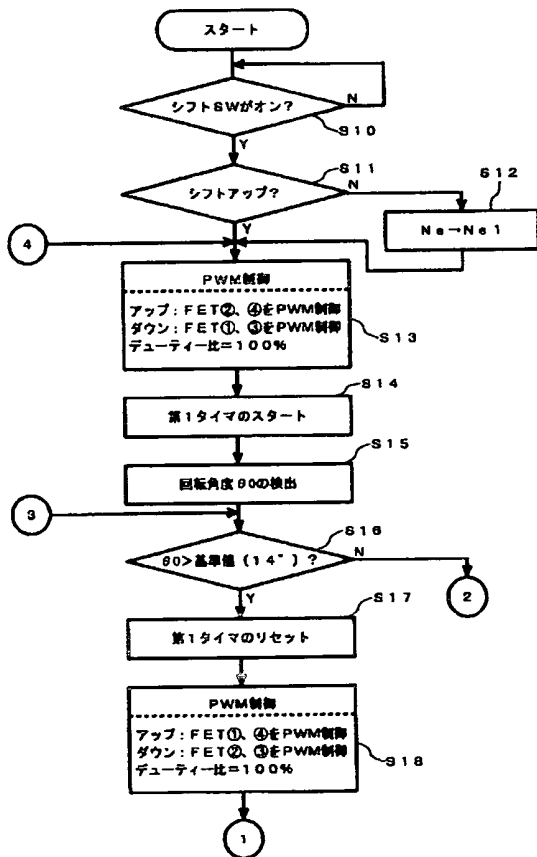 スタート
シフトSWがオン?
N
S10
Y
S11
シフトアップ?
N
S12
Y
Ne→Ne1
4
PWM制御
アップ:FET②、④をPWM制御
ダウン:FET①、③をPWM制御
デューティー比=100%
S13
S14
第1タイマのスタート
S15
回転角度θ0の検出
3
S16
θ0>基準値(14°)?
N
2
Y
S17
第1タイマのリセット
PWM制御
アップ:FET①、④をPWM制御
ダウン:FET②、③をPWM制御
デューティー比=100%
S18
1